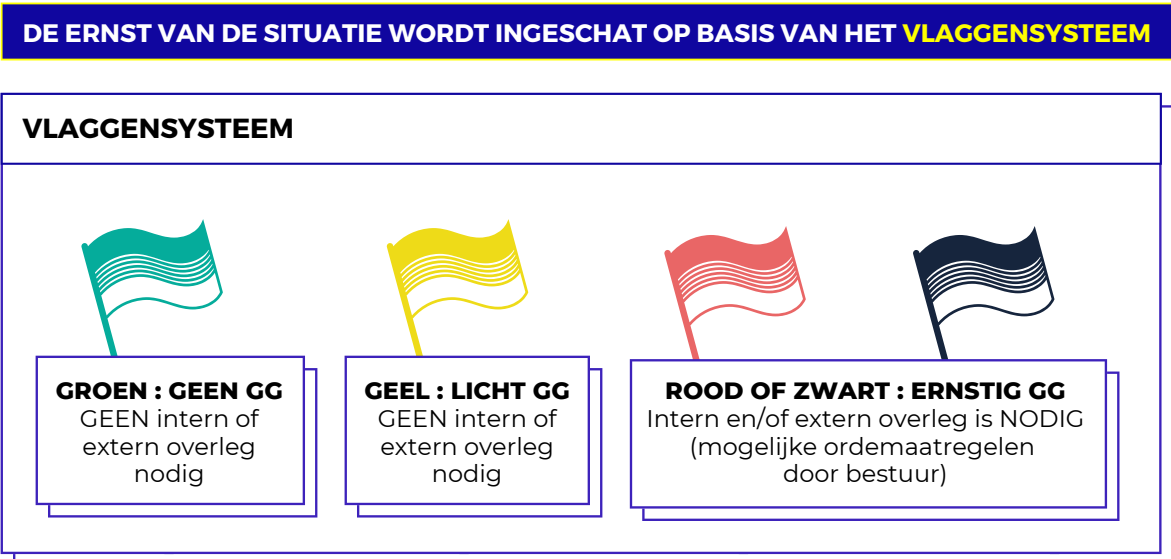 DE ERNST VAN DE SITUATIE WORDT INGESCHAT OP BASIS VAN HET VLAGGENSYSTEEM
VLAGGENSYSTEEM
GROEN : GEEN GG
GEEN intern of
extern overleg
nodig
GEEL : LICHT GG
GEEN intern of
extern overleg
nodig
ROOD OF ZWART : ERNSTIG GG
Intern en/of extern overleg is NODIG
(mogelijke ordemaatregelen
door bestuur)